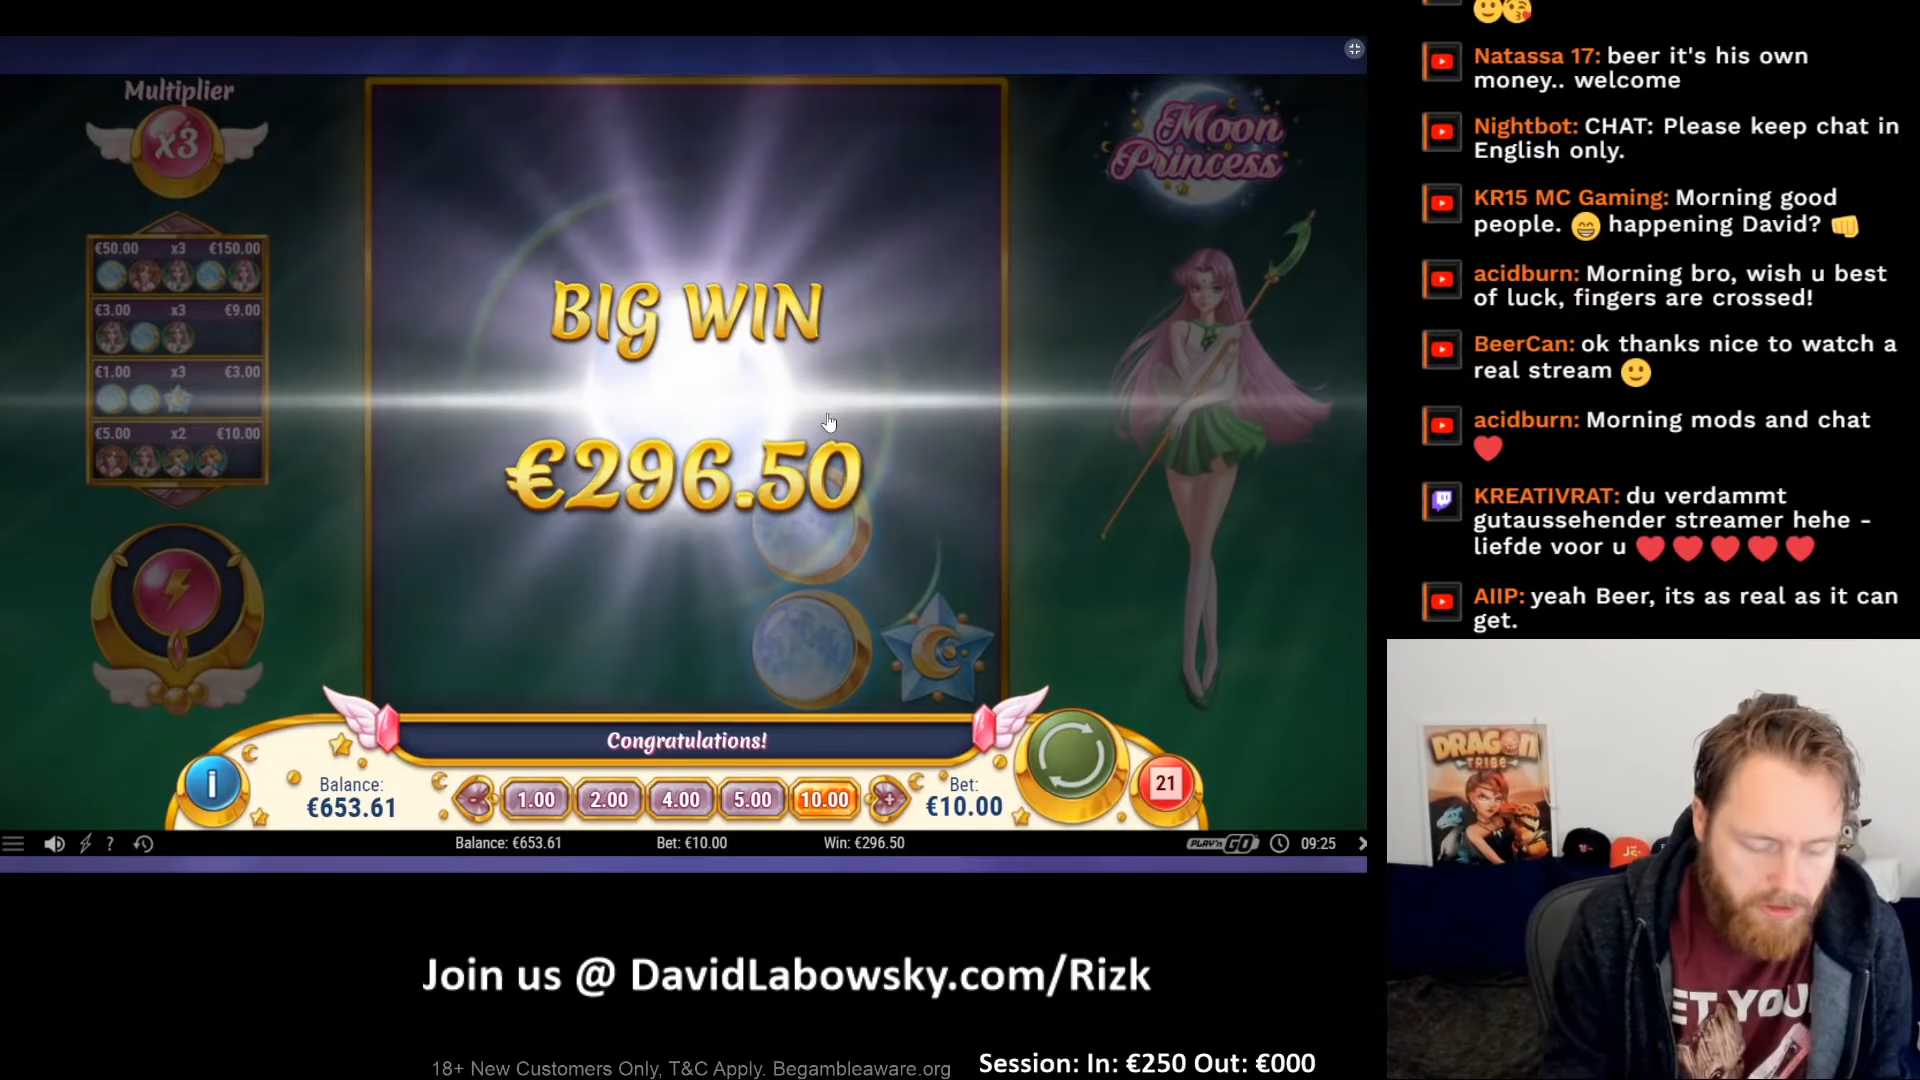 Multiplier
x3
€50.00 x3 €150.00
€3.00 x3 €9.00
€1.00 x3 €3.00
€5.00 x2 €10.00
Moon
Princess
BIG WIN
€296.50
Congratulations!
i
Balance:
€653.61
-
1.00
2.00
4.00
5.00
10.00
+
Bet:
€10.00
21
?
Balance: €653.61
Bet: €10.00
Win: €296.50
PLAY'n GO
09:25
Natassa 17: beer it's his own
money.. welcome
Nightbot: CHAT: Please keep chat in
English only.
KR15 MC Gaming: Morning good
people. 😁 happening David? 👊
acidburn: Morning bro, wish u best
of luck, fingers are crossed!
BeerCan: ok thanks nice to watch a
real stream 🙂
acidburn: Morning mods and chat
❤️
KREATIVRAT: du verdammt
gutaussehender streamer hehe -
liefde voor u ❤️❤️❤️❤️❤️
AIIP: yeah Beer, its as real as it can
get.
DRAGON
TRIBE
ET YOU
Join us @ DavidLabowsky.com/Rizk
18+ New Customers Only, T&C Apply. Begambleaware.org
Session: In: €250 Out: €000